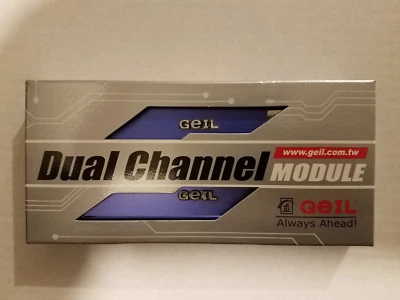 GeIL
www.geil.com.tw
Dual Channel MODULE
GeIL
GeIL
Always Ahead!